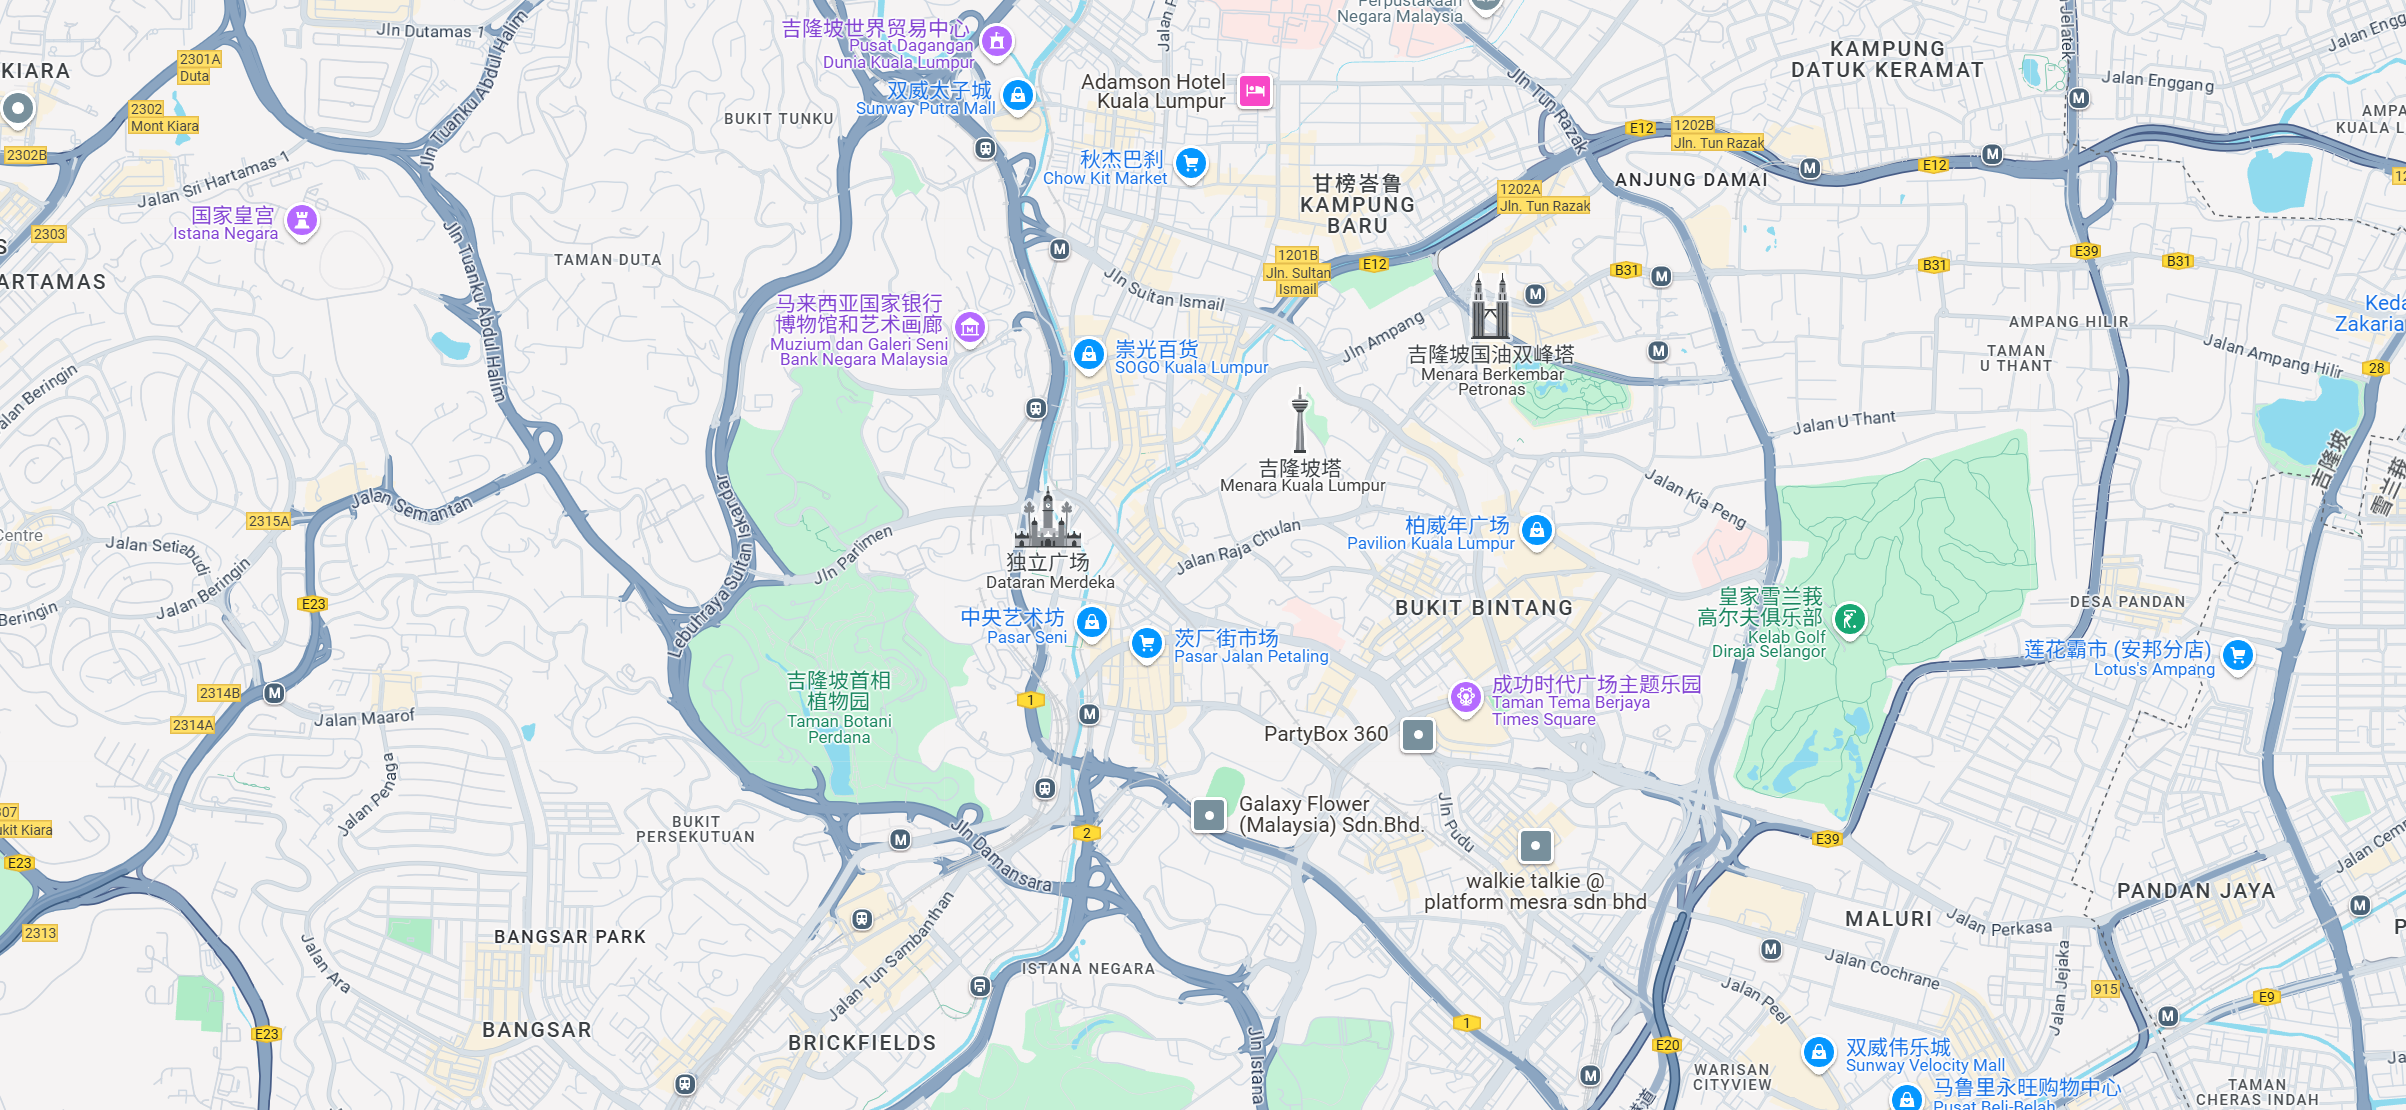 Jln Dutamas 1
2301A
Duta
KIARA
2302
Mont Kiara
2302B
Jln Tuanku Abdul Halim
Jalan Sri Hartamas 1
国家皇宫
Istana Negara
2303
ARTAMAS
吉隆坡世界贸易中心
Pusat Dagangan
Dunia Kuala Lumpur
双威太子城
Sunway Putra Mall
BUKIT TUNKU
Adamson Hotel
Kuala Lumpur
Perpustakaan
Negara Malaysia
秋杰巴刹
Chow Kit Market
甘榜峇鲁
KAMPUNG
BARU
Jln Tun Razak
KAMPUNG
DATUK KERAMAT
E12
1202B
Jln. Tun Razak
M
M
E12
M
Jelatek
Jalan Enggang
Jalan Engg
AMPA
KUALA L
1202A
Jln. Tun Razak
ANJUNG DAMAI
TAMAN DUTA
Jln Tuanku Abdul Halim
M
Jln Sultan Ismail
1201B
Jln. Sultan
Ismail
E12
M
B31
M
B31
E39
B31
马来西亚国家银行
博物馆和艺术画廊
Muzium dan Galeri Seni
Bank Negara Malaysia
崇光百货
SOGO Kuala Lumpur
Jln Ampang
吉隆坡国油双峰塔
Menara Berkembar
Petronas
M
AMPANG HILIR
TAMAN
U THANT
Jalan Ampang Hilir
Keda
Zakaria
28
Jalan U Thant
吉隆坡
雪兰莪
alan Beringin
吉隆坡塔
Menara Kuala Lumpur
Jalan Kia Peng
Jalan Semantan
2315A
Centre
Jalan Setiabudi
Jalan Beringin
Beringin
E23
Lebuhraya Sultan Iskandar
Jln Parlimen
独立广场
Dataran Merdeka
Jalan Raja Chulan
柏威年广场
Pavilion Kuala Lumpur
BUKIT BINTANG
皇家雪兰莪
高尔夫俱乐部
Kelab Golf
Diraja Selangor
DESA PANDAN
莲花霸市 (安邦分店)
Lotus's Ampang
中央艺术坊
Pasar Seni
茨厂街市场
Pasar Jalan Petaling
2314B
M
2314A
Jalan Maarof
Jalan Penaga
吉隆坡首相
植物园
Taman Botani
Perdana
1
M
成功时代广场主题乐园
Taman Tema Berjaya
Times Square
PartyBox 360
Galaxy Flower
(Malaysia) Sdn.Bhd.
Jln Pudu
walkie talkie @
platform mesra sdn bhd
E39
307
ukit Kiara
E23
BUKIT
PERSEKUTUAN
M
2
Jln Damansara
2313
BANGSAR PARK
Jalan Ara
BANGSAR
E23
Jalan Tun Sambanthan
BRICKFIELDS
ISTANA NEGARA
Jln Istana
1
M
E20
MALURI
M
Jalan Cochrane
Jalan Peel
Jalan Perkasa
Jalan Jejaka
PANDAN JAYA
M
Jalan Cem
915
M
E9
WARISAN
CITYVIEW
双威伟乐城
Sunway Velocity Mall
马鲁里永旺购物中心
Pusat Beli-Belah
TAMAN
CHERAS INDAH